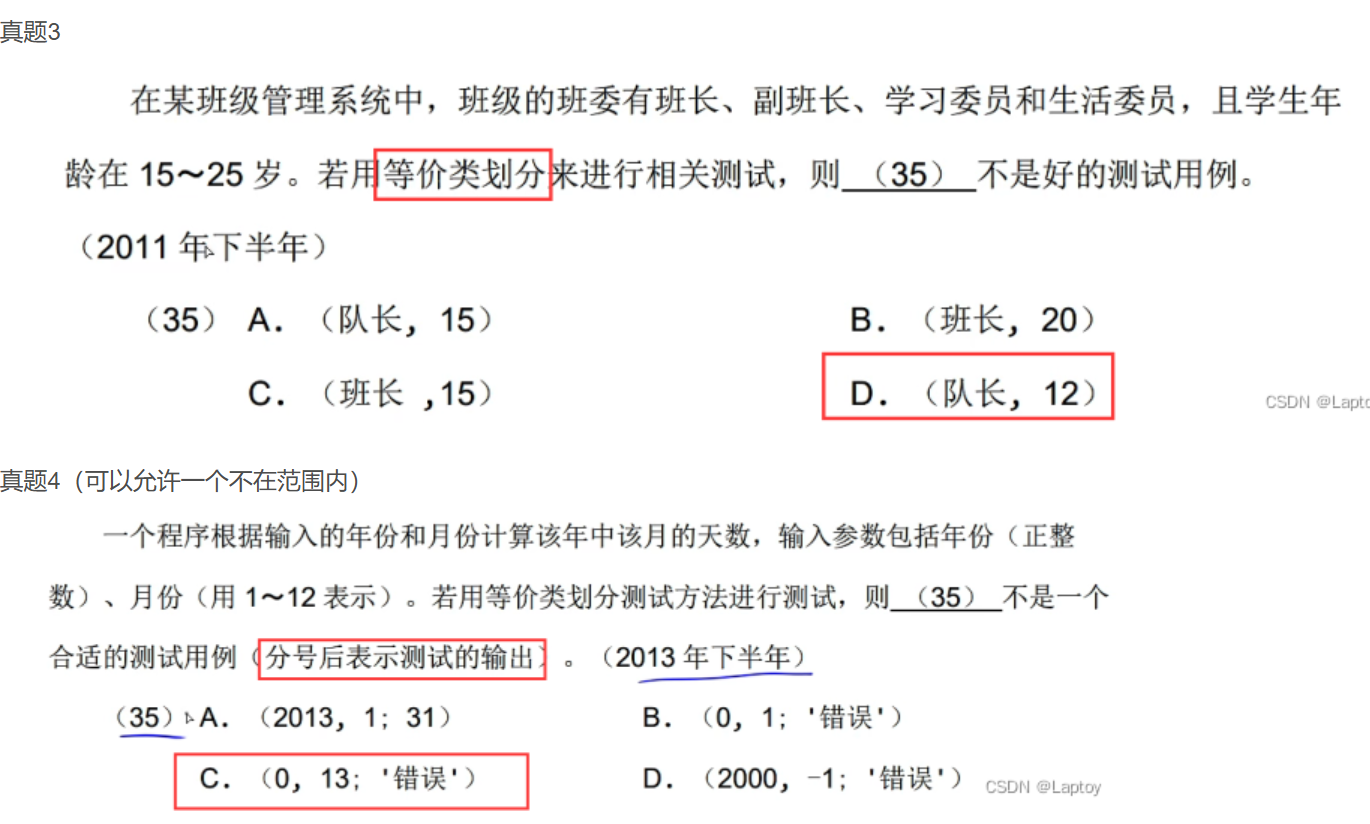 真题3
在某班级管理系统中，班级的班委有班长、副班长、学习委员和生活委员，且学生年
龄在 15～25 岁。若用等价类划分来进行相关测试，则 （35） 不是好的测试用例。
（2011 年下半年）
（35） A. （队长, 15） B. （班长, 20）
C. （班长 ,15） D. （队长, 12）
CSDN @Laptc
真题4（可以允许一个不在范围内）
一个程序根据输入的年份和月份计算该年中该月的天数，输入参数包括年份（正整
数）、月份（用 1～12 表示）。若用等价类划分测试方法进行测试，则 （35） 不是一个
合适的测试用例（分号后表示测试的输出）。（2013 年下半年）
（35） A. （2013, 1; 31） B. （0, 1; '错误'）
C. （0, 13; '错误'） D. （2000, -1; '错误'）
CSDN @Laptoy